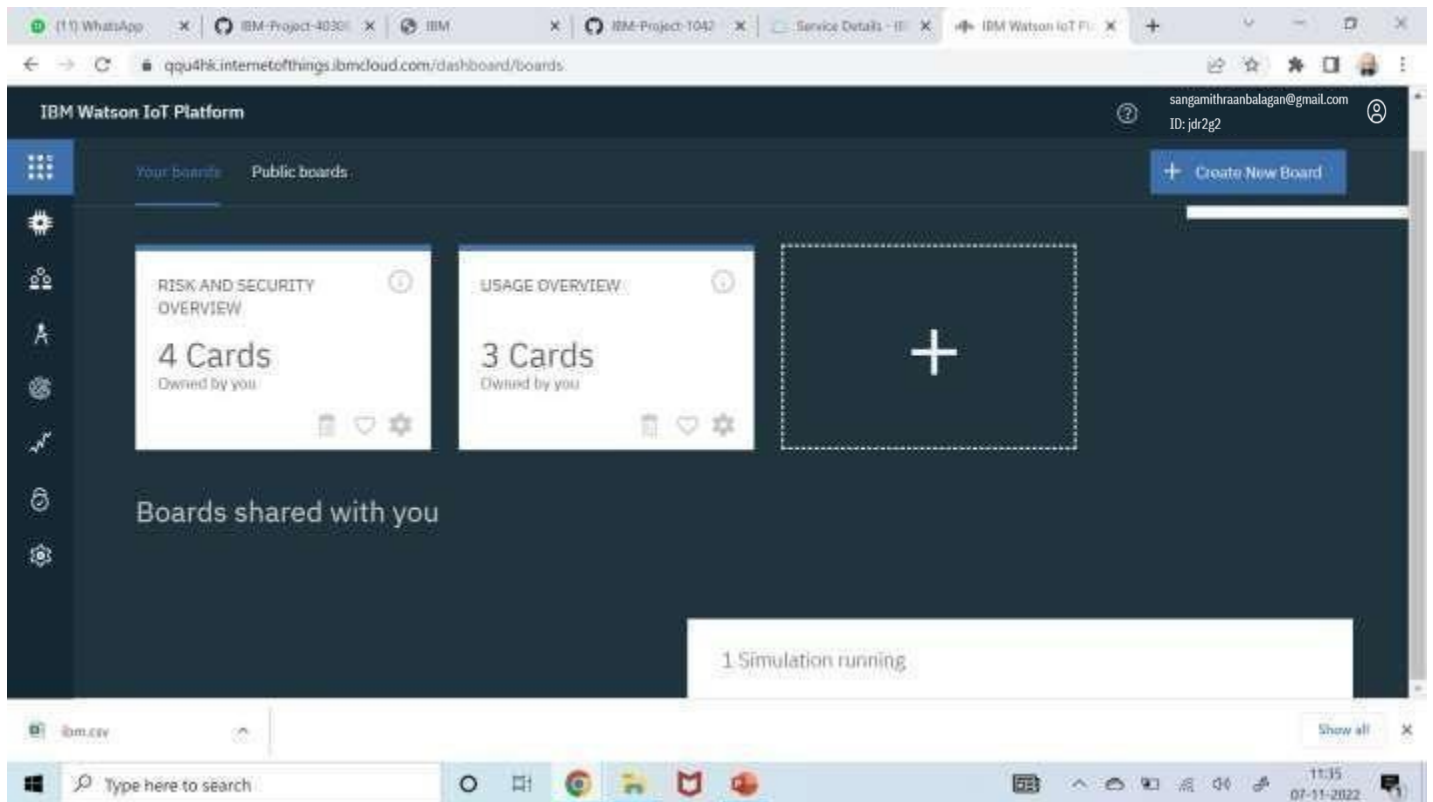 (11) WhatsApp
IBM-Project-4030
IBM
IBM-Project-1042
Service Details - I
IBM Watson IoT Pl
qqu4hk.internetofthings.ibmcloud.com/dashboard/boards
IBM Watson IoT Platform
sangamithraanbalagan@gmail.com
ID: jdr2g2
Your boards
Public boards
Create New Board
RISK AND SECURITY
OVERVIEW
4 Cards
Owned by you
USAGE OVERVIEW
3 Cards
Owned by you
Boards shared with you
1 Simulation running
ibm.csv
Show all
Type here to search
11:35
07-11-2022